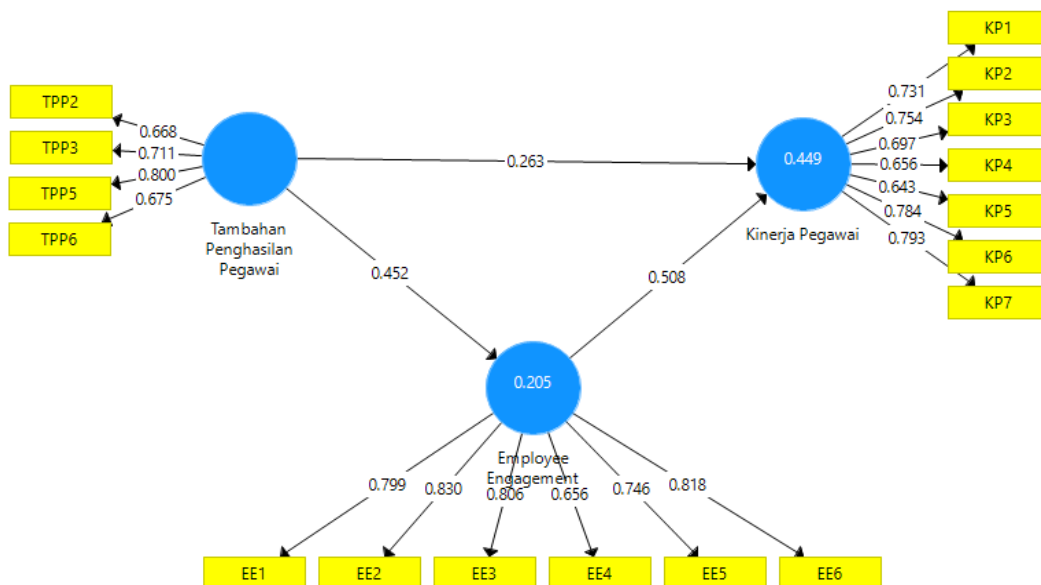 KP1
KP2
KP3
KP4
KP5
KP6
KP7
0.731
0.754
0.697
0.656
0.643
0.784
0.793
TPP2
TPP3
TPP5
TPP6
0.668
0.711
0.800
0.675
0.263
0.449
Tambahan
Penghasilan
Pegawai
Kinerja Pegawai
0.452
0.508
0.205
Employee
Engagement
0.799
0.830
0.806
0.656
0.746
0.818
EE1
EE2
EE3
EE4
EE5
EE6